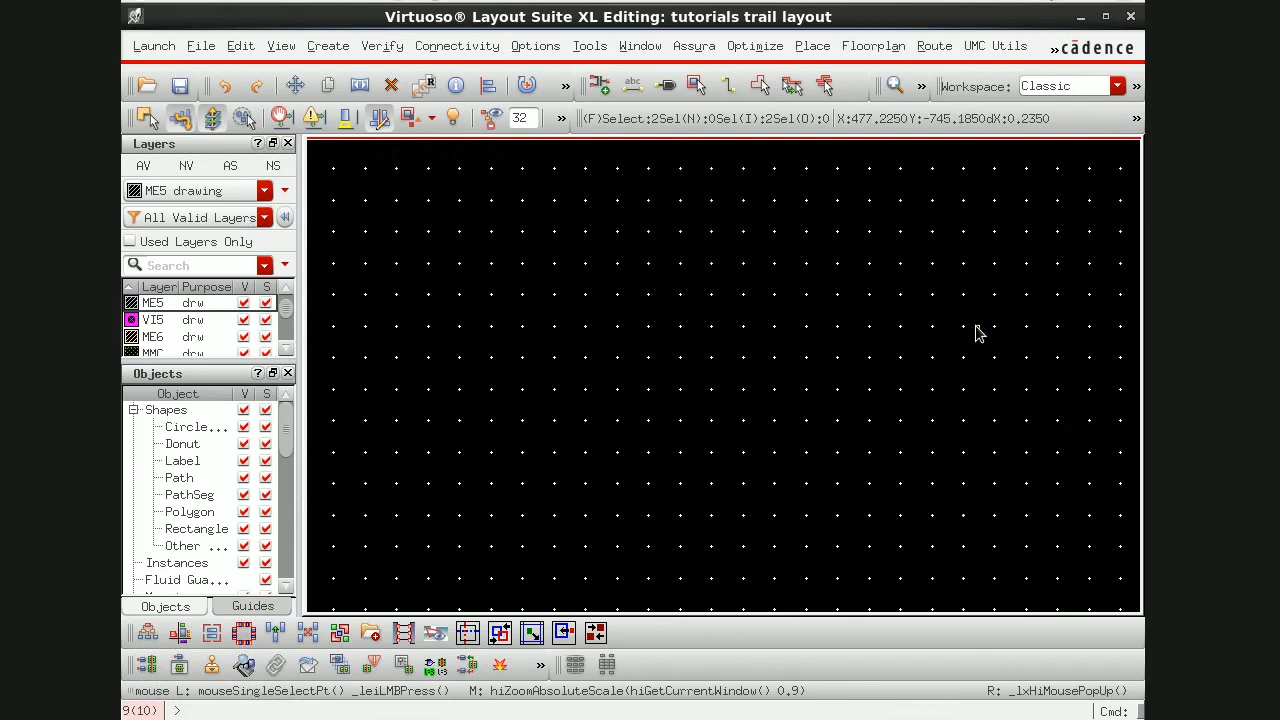 Virtuoso® Layout Suite XL Editing: tutorials trail layout
Launch File Edit View Create Verify Connectivity Options Tools Window Assura Optimize Place Floorplan Route UMC Utils » cādence
» » Workspace: Classic »
32 » (F)Select:2Sel(N):0Sel(I):2Sel(O):0 X:477.2250Y:-745.1850dX:0.2350 »
Layers ?
AV NV AS NS
ME5 drawing
All Valid Layers
Used Layers Only
Search
Layer Purpose V S
ME5 drw
VI5 drw
ME6 drw
MMC drw
Objects ?
Object V S
Shapes
Circle...
Donut
Label
Path
PathSeg
Polygon
Rectangle
Other ...
Instances
Fluid Gua...
Objects Guides
»
mouse L: mouseSingleSelectPt() _leiLMBPress() M: hiZoomAbsoluteScale(hiGetCurrentWindow() 0.9) R: _lxHiMousePopUp()
9(10) > Cmd: